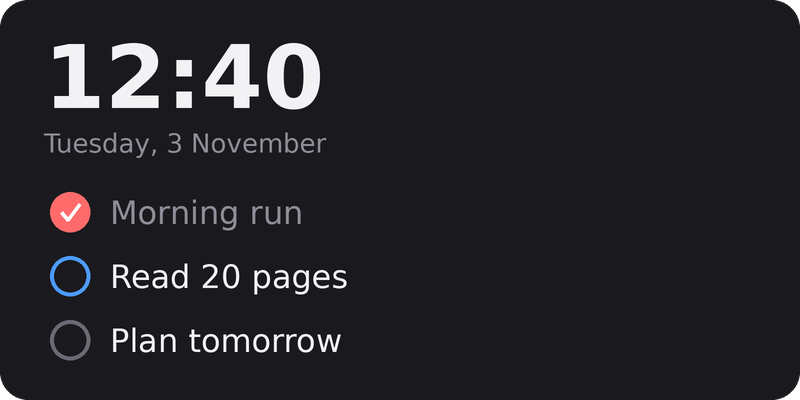 12:40
Tuesday, 3 November
Morning run
Read 20 pages
Plan tomorrow